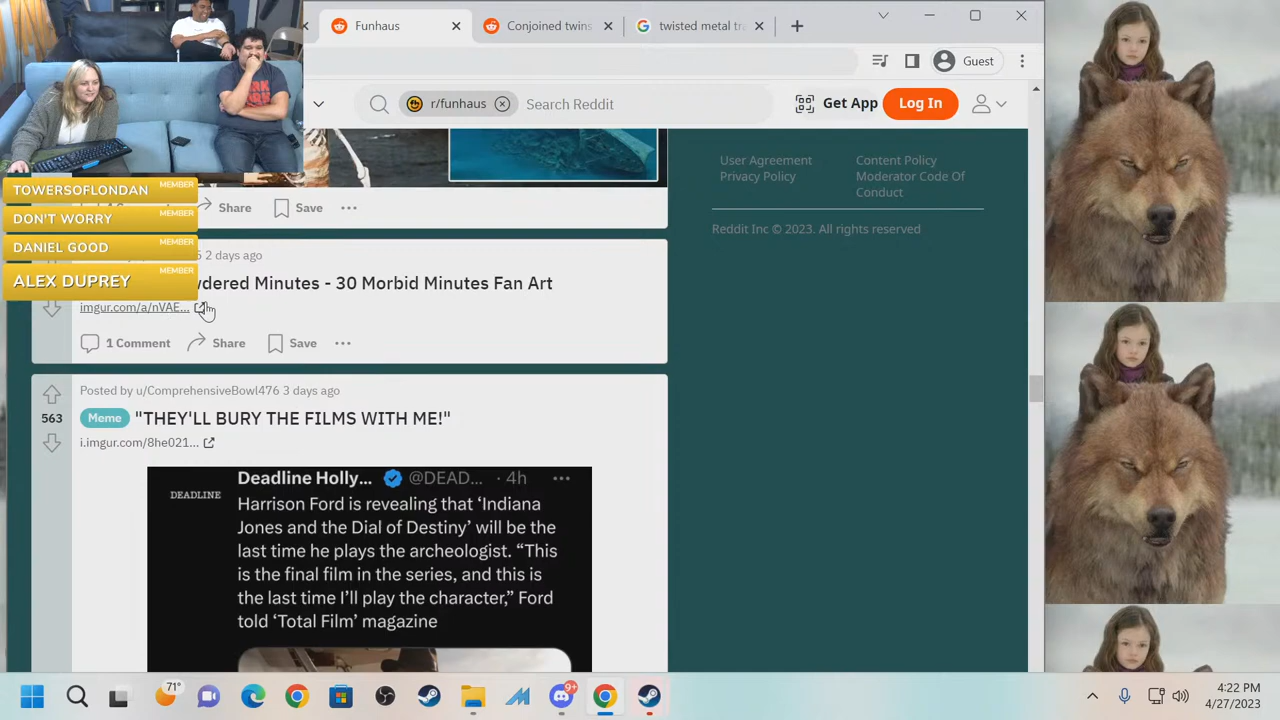 Funhaus
Conjoined twins
twisted metal tra
Guest
r/funhaus
Search Reddit
Get App
Log In
User Agreement
Privacy Policy
Content Policy
Moderator Code Of
Conduct
Reddit Inc © 2023. All rights reserved
Share
Save
TOWERSOFLONDAN MEMBER
DON'T WORRY MEMBER
DANIEL GOOD MEMBER
ALEX DUPREY MEMBER
2 days ago
Minutes - 30 Morbid Minutes Fan Art
imgur.com/a/nVAE...
1 Comment
Share
Save
Posted by u/ComprehensiveBowl476 3 days ago
563
Meme "THEY'LL BURY THE FILMS WITH ME!"
i.imgur.com/8he021...
DEADLINE
Deadline Holly... @DEAD... · 4h
Harrison Ford is revealing that ‘Indiana
Jones and the Dial of Destiny’ will be the
last time he plays the archeologist. “This
is the final film in the series, and this is
the last time I’ll play the character,” Ford
told ‘Total Film’ magazine
71°
9+
4:22 PM
4/27/2023